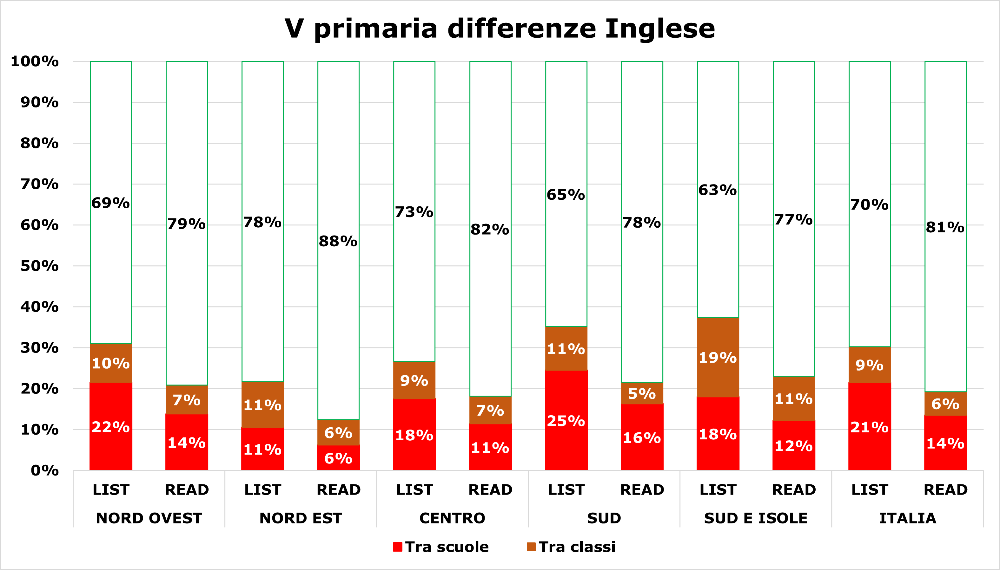 V primaria differenze Inglese
100%
90%
80%
70%
60%
50%
40%
30%
20%
10%
0%
69% 79% 78% 88% 73% 82% 65% 78% 63% 77% 70% 81%
10% 7% 11% 6% 9% 7% 11% 5% 19% 11% 9% 6%
22% 14% 11% 6% 18% 11% 25% 16% 18% 12% 21% 14%
LIST READ LIST READ LIST READ LIST READ LIST READ LIST READ
NORD OVEST NORD EST CENTRO SUD SUD E ISOLE ITALIA
Tra scuole Tra classi